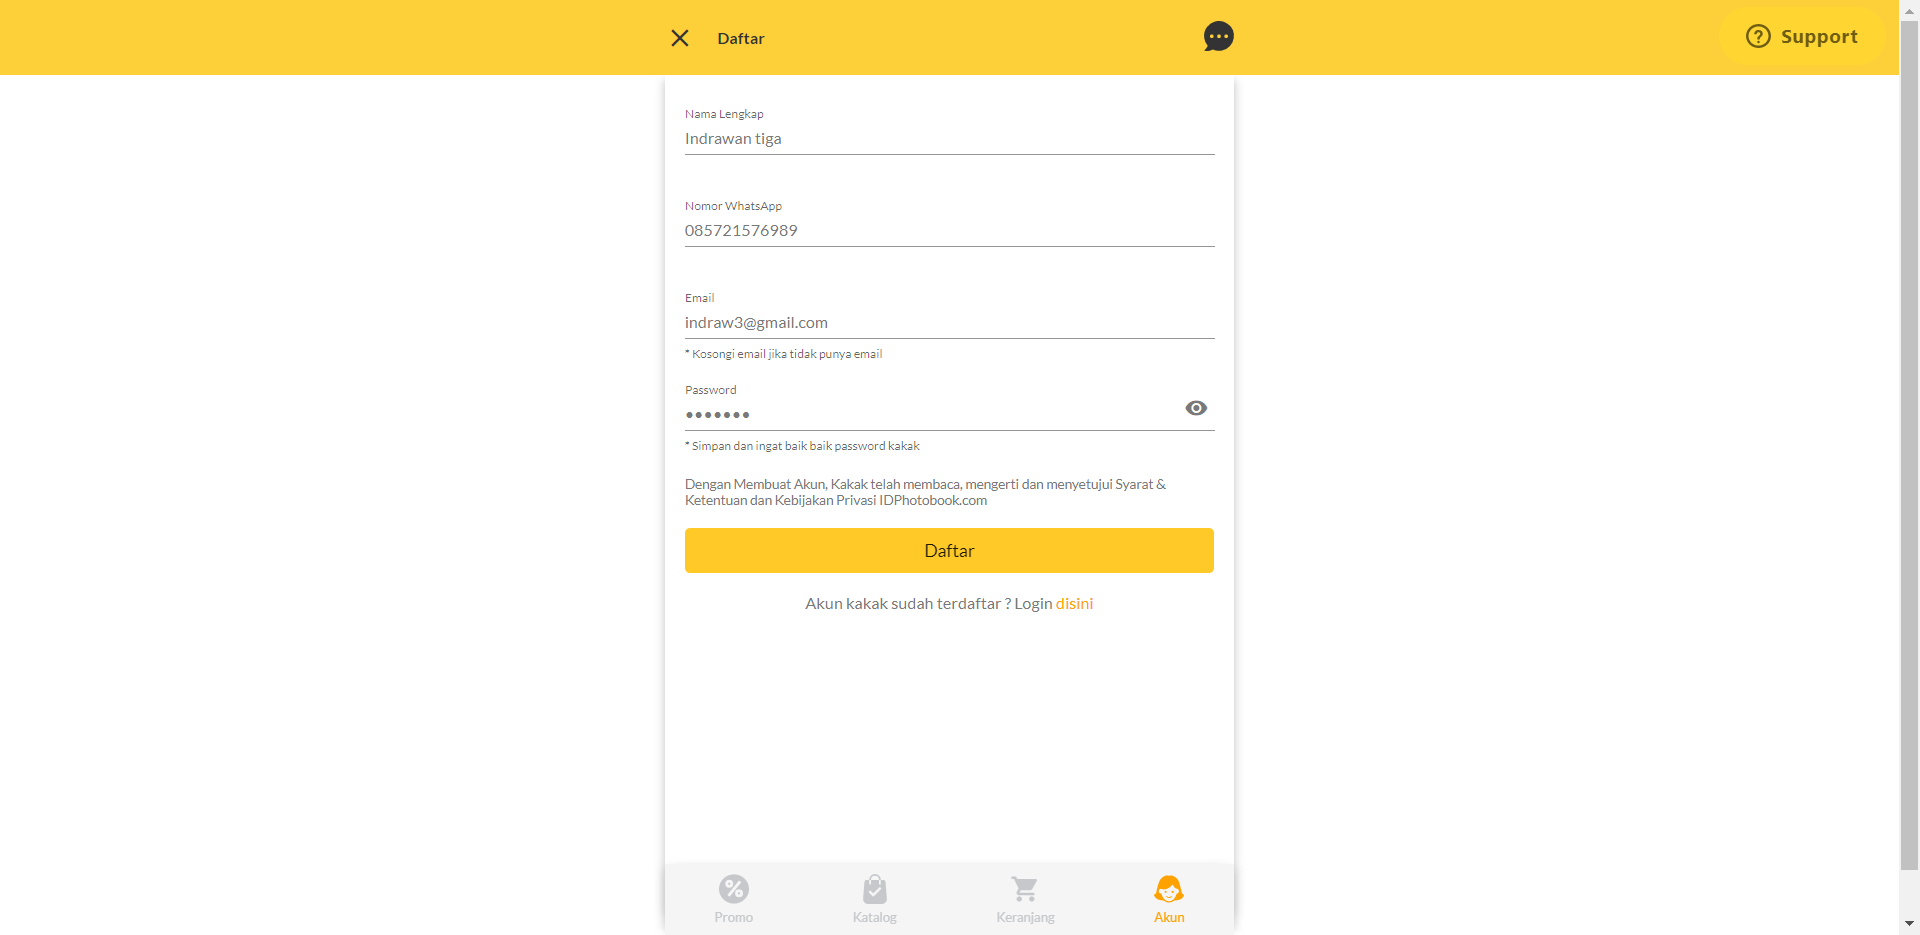 Daftar
Support
Nama Lengkap
Indrawan tiga
Nomor WhatsApp
085721576989
Email
indraw3@gmail.com
* Kosongi email jika tidak punya email
Password
•••••••
* Simpan dan ingat baik baik password kakak
Dengan Membuat Akun, Kakak telah membaca, mengerti dan menyetujui Syarat &
Ketentuan dan Kebijakan Privasi IDPhotobook.com
Daftar
Akun kakak sudah terdaftar ? Login disini
Promo
Katalog
Keranjang
Akun